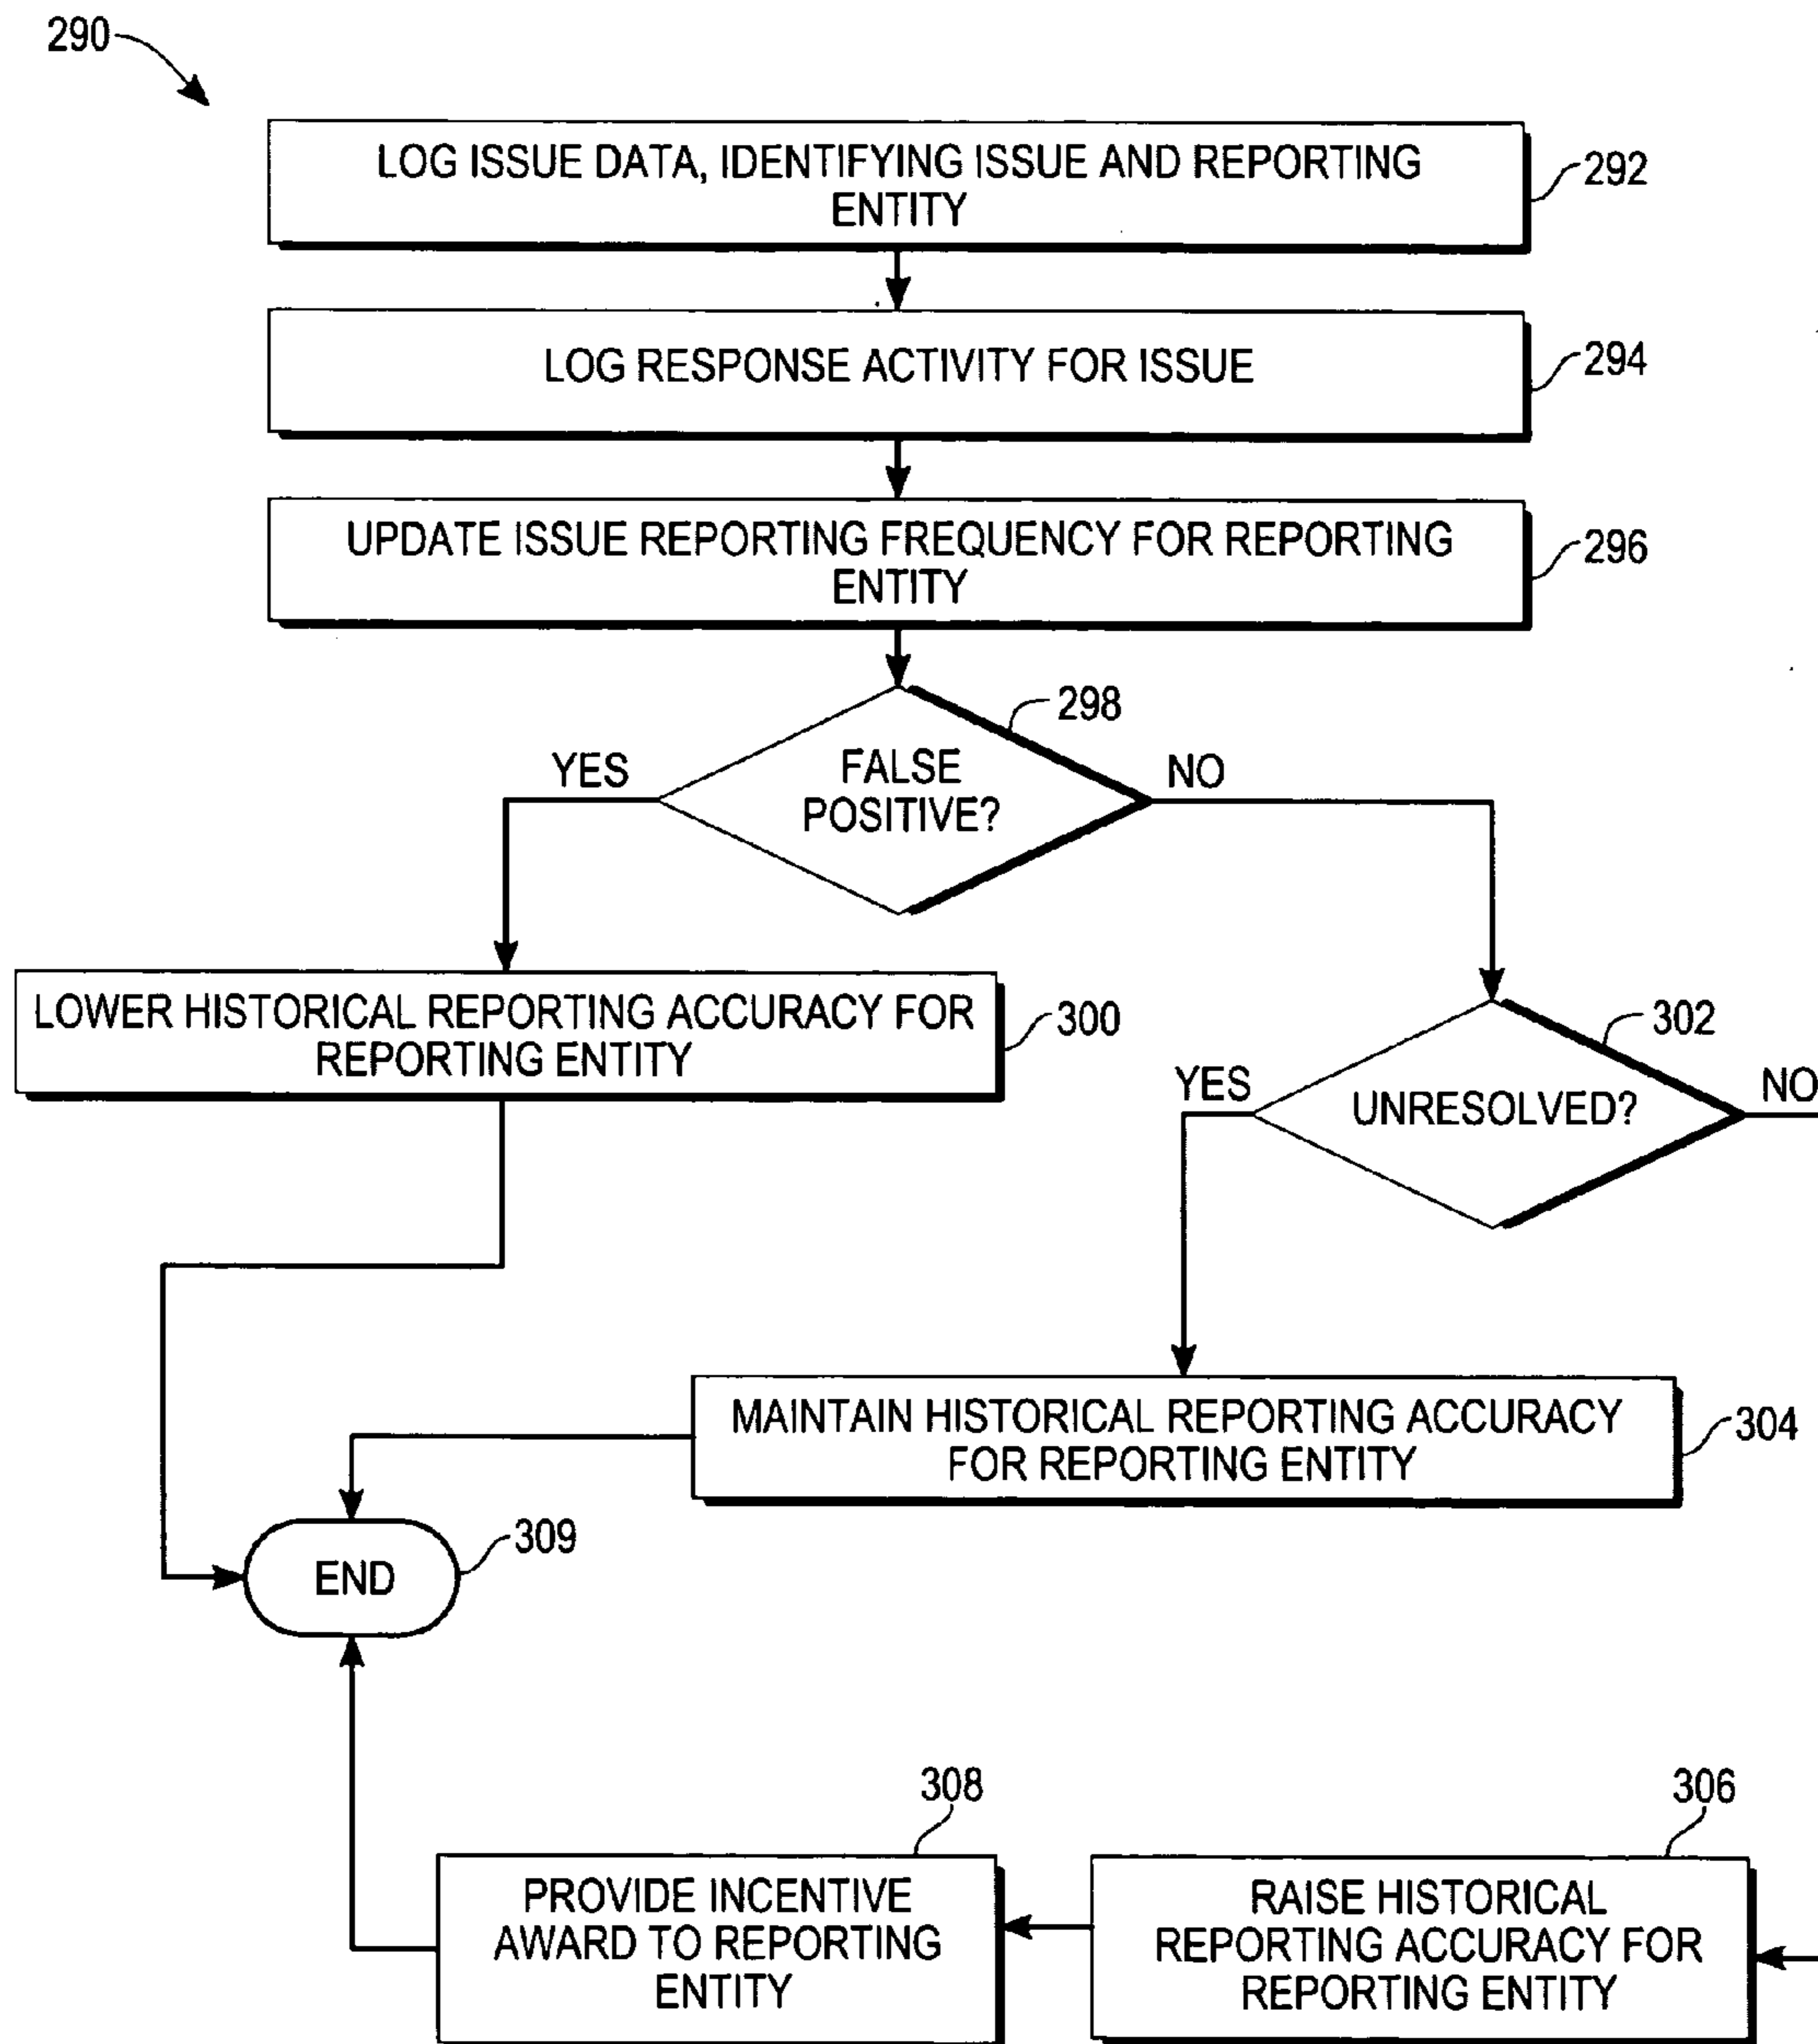 290
LOG ISSUE DATA, IDENTIFYING ISSUE AND REPORTING
ENTITY
292
LOG RESPONSE ACTIVITY FOR ISSUE
294
UPDATE ISSUE REPORTING FREQUENCY FOR REPORTING
ENTITY
296
298
YES
FALSE
POSITIVE?
NO
LOWER HISTORICAL REPORTING ACCURACY FOR
REPORTING ENTITY
300
302
YES
UNRESOLVED?
NO
MAINTAIN HISTORICAL REPORTING ACCURACY
FOR REPORTING ENTITY
304
309
END
308
PROVIDE INCENTIVE
AWARD TO REPORTING
ENTITY
306
RAISE HISTORICAL
REPORTING ACCURACY FOR
REPORTING ENTITY